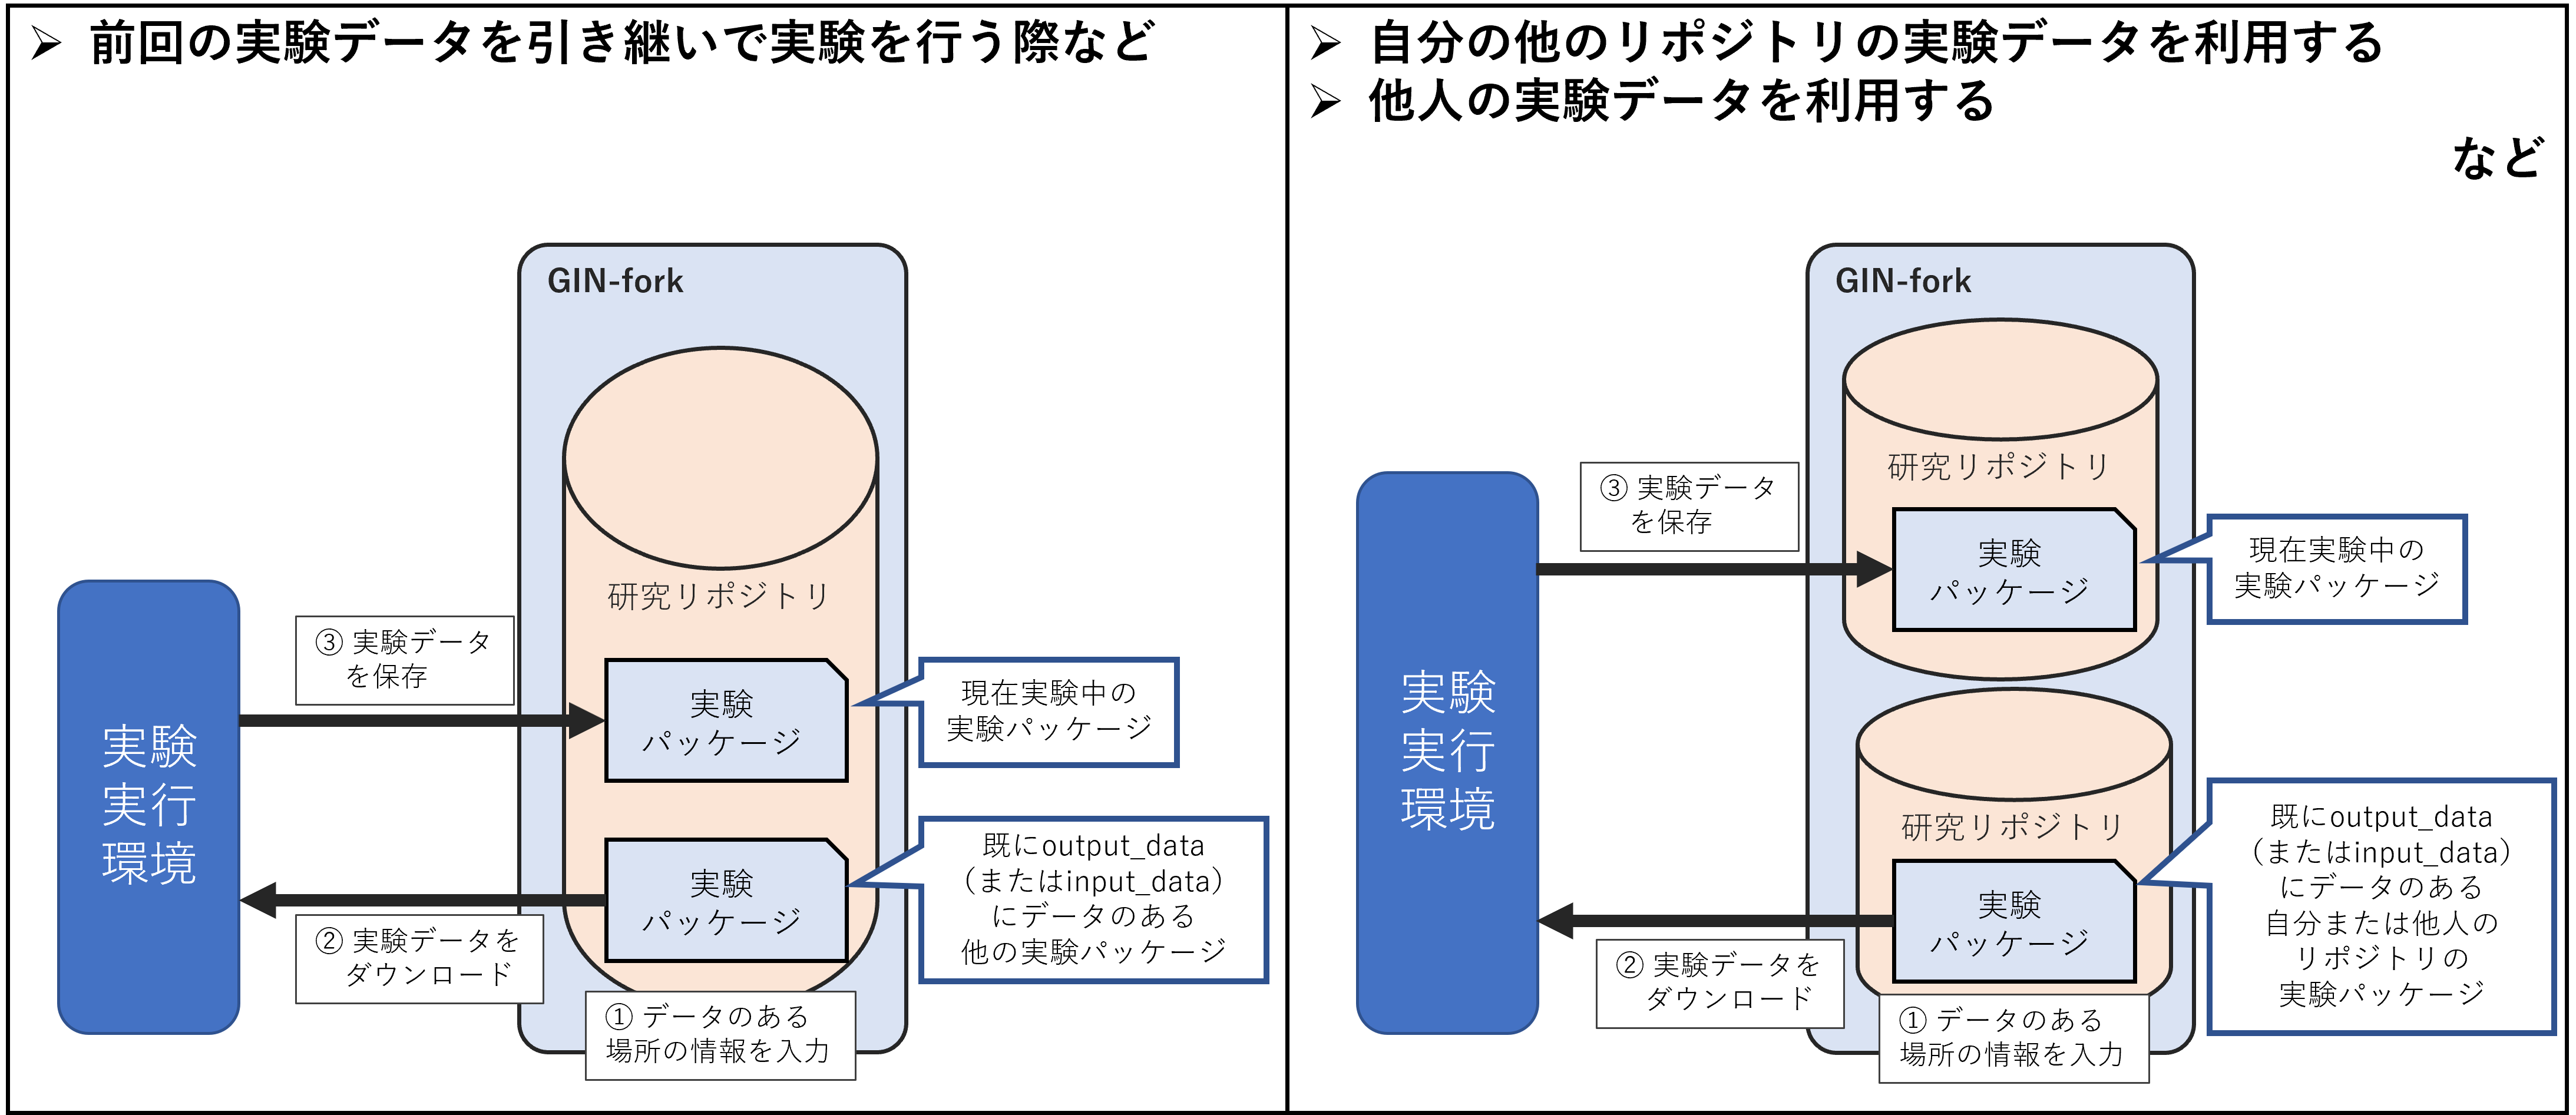 ➢ 前回の実験データを引き継いで実験を行う際など
GIN-fork
研究リポジトリ
③ 実験データ
を保存
実験
パッケージ
現在実験中の
実験パッケージ
実験
実行
環境
実験
パッケージ
既にoutput_data
（またはinput_data）
にデータのある
他の実験パッケージ
② 実験データを
ダウンロード
① データのある
場所の情報を入力
➢ 自分の他のリポジトリの実験データを利用する
➢ 他人の実験データを利用する
など
GIN-fork
研究リポジトリ
③ 実験データ
を保存
実験
パッケージ
現在実験中の
実験パッケージ
実験
実行
環境
研究リポジトリ
実験
パッケージ
既にoutput_data
（またはinput_data）
にデータのある
自分または他人の
リポジトリの
実験パッケージ
② 実験データを
ダウンロード
① データのある
場所の情報を入力